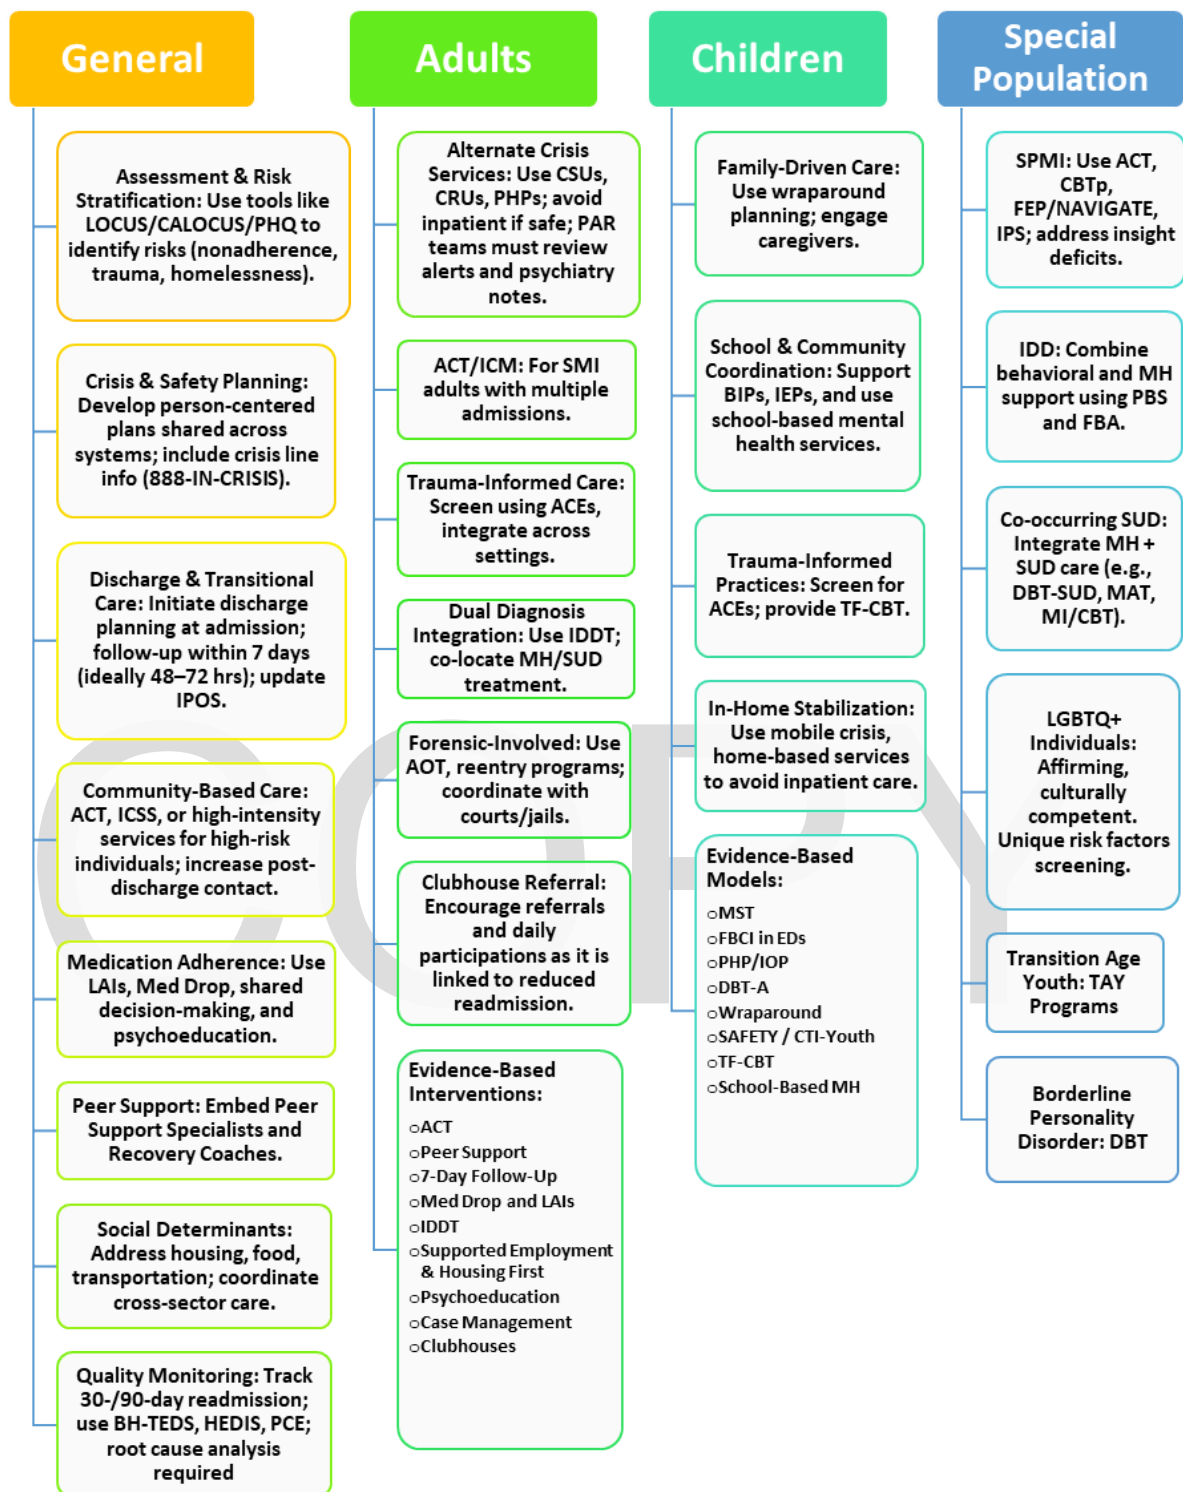 General
Assessment & Risk
Stratification: Use tools like
LOCUS/CALOCUS/PHQ to
identify risks (nonadherence,
trauma, homelessness).
Crisis & Safety Planning:
Develop person-centered
plans shared across
systems; include crisis line
info (888-IN-CRISIS).
Discharge & Transitional
Care: Initiate discharge
planning at admission;
follow-up within 7 days
(ideally 48–72 hrs); update
IPOS.
Community-Based Care:
ACT, ICSS, or high-intensity
services for high-risk
individuals; increase post-
discharge contact.
Medication Adherence: Use
LAIs, Med Drop, shared
decision-making, and
psychoeducation.
Peer Support: Embed Peer
Support Specialists and
Recovery Coaches.
Social Determinants:
Address housing, food,
transportation; coordinate
cross-sector care.
Quality Monitoring: Track
30-/90-day readmission;
use BH-TEDS, HEDIS, PCE;
root cause analysis
required
Adults
Alternate Crisis
Services: Use CSUs,
CRUs, PHPs; avoid
inpatient if safe; PAR
teams must review
alerts and psychiatry
notes.
ACT/ICM: For SMI
adults with multiple
admissions.
Trauma-Informed Care:
Screen using ACEs,
integrate across
settings.
Dual Diagnosis
Integration: Use IDDT;
co-locate MH/SUD
treatment.
Forensic-Involved: Use
AOT, reentry programs;
coordinate with
courts/jails.
Clubhouse Referral:
Encourage referrals
and daily
participations as it is
linked to reduced
readmission.
Evidence-Based
Interventions:
○ACT
○Peer Support
○7-Day Follow-Up
○Med Drop and LAIs
○IDDT
○Supported Employment
& Housing First
○Psychoeducation
○Case Management
○Clubhouses
Children
Family-Driven Care:
Use wraparound
planning; engage
caregivers.
School & Community
Coordination: Support
BIPs, IEPs, and use
school-based mental
health services.
Trauma-Informed
Practices: Screen for
ACEs; provide TF-CBT.
In-Home Stabilization:
Use mobile crisis,
home-based services
to avoid inpatient care.
Evidence-Based
Models:
○MST
○FBCI in EDs
○PHP/IOP
○DBT-A
○Wraparound
○SAFETY / CTI-Youth
○TF-CBT
○School-Based MH
Special
Population
SPMI: Use ACT,
CBTp,
FEP/NAVIGATE,
IPS; address insight
deficits.
IDD: Combine
behavioral and MH
support using PBS
and FBA.
Co-occurring SUD:
Integrate MH +
SUD care (e.g.,
DBT-SUD, MAT,
MI/CBT).
LGBTQ+
Individuals:
Affirming,
culturally
competent.
Unique risk factors
screening.
Transition Age
Youth: TAY
Programs
Borderline
Personality
Disorder: DBT
COPY